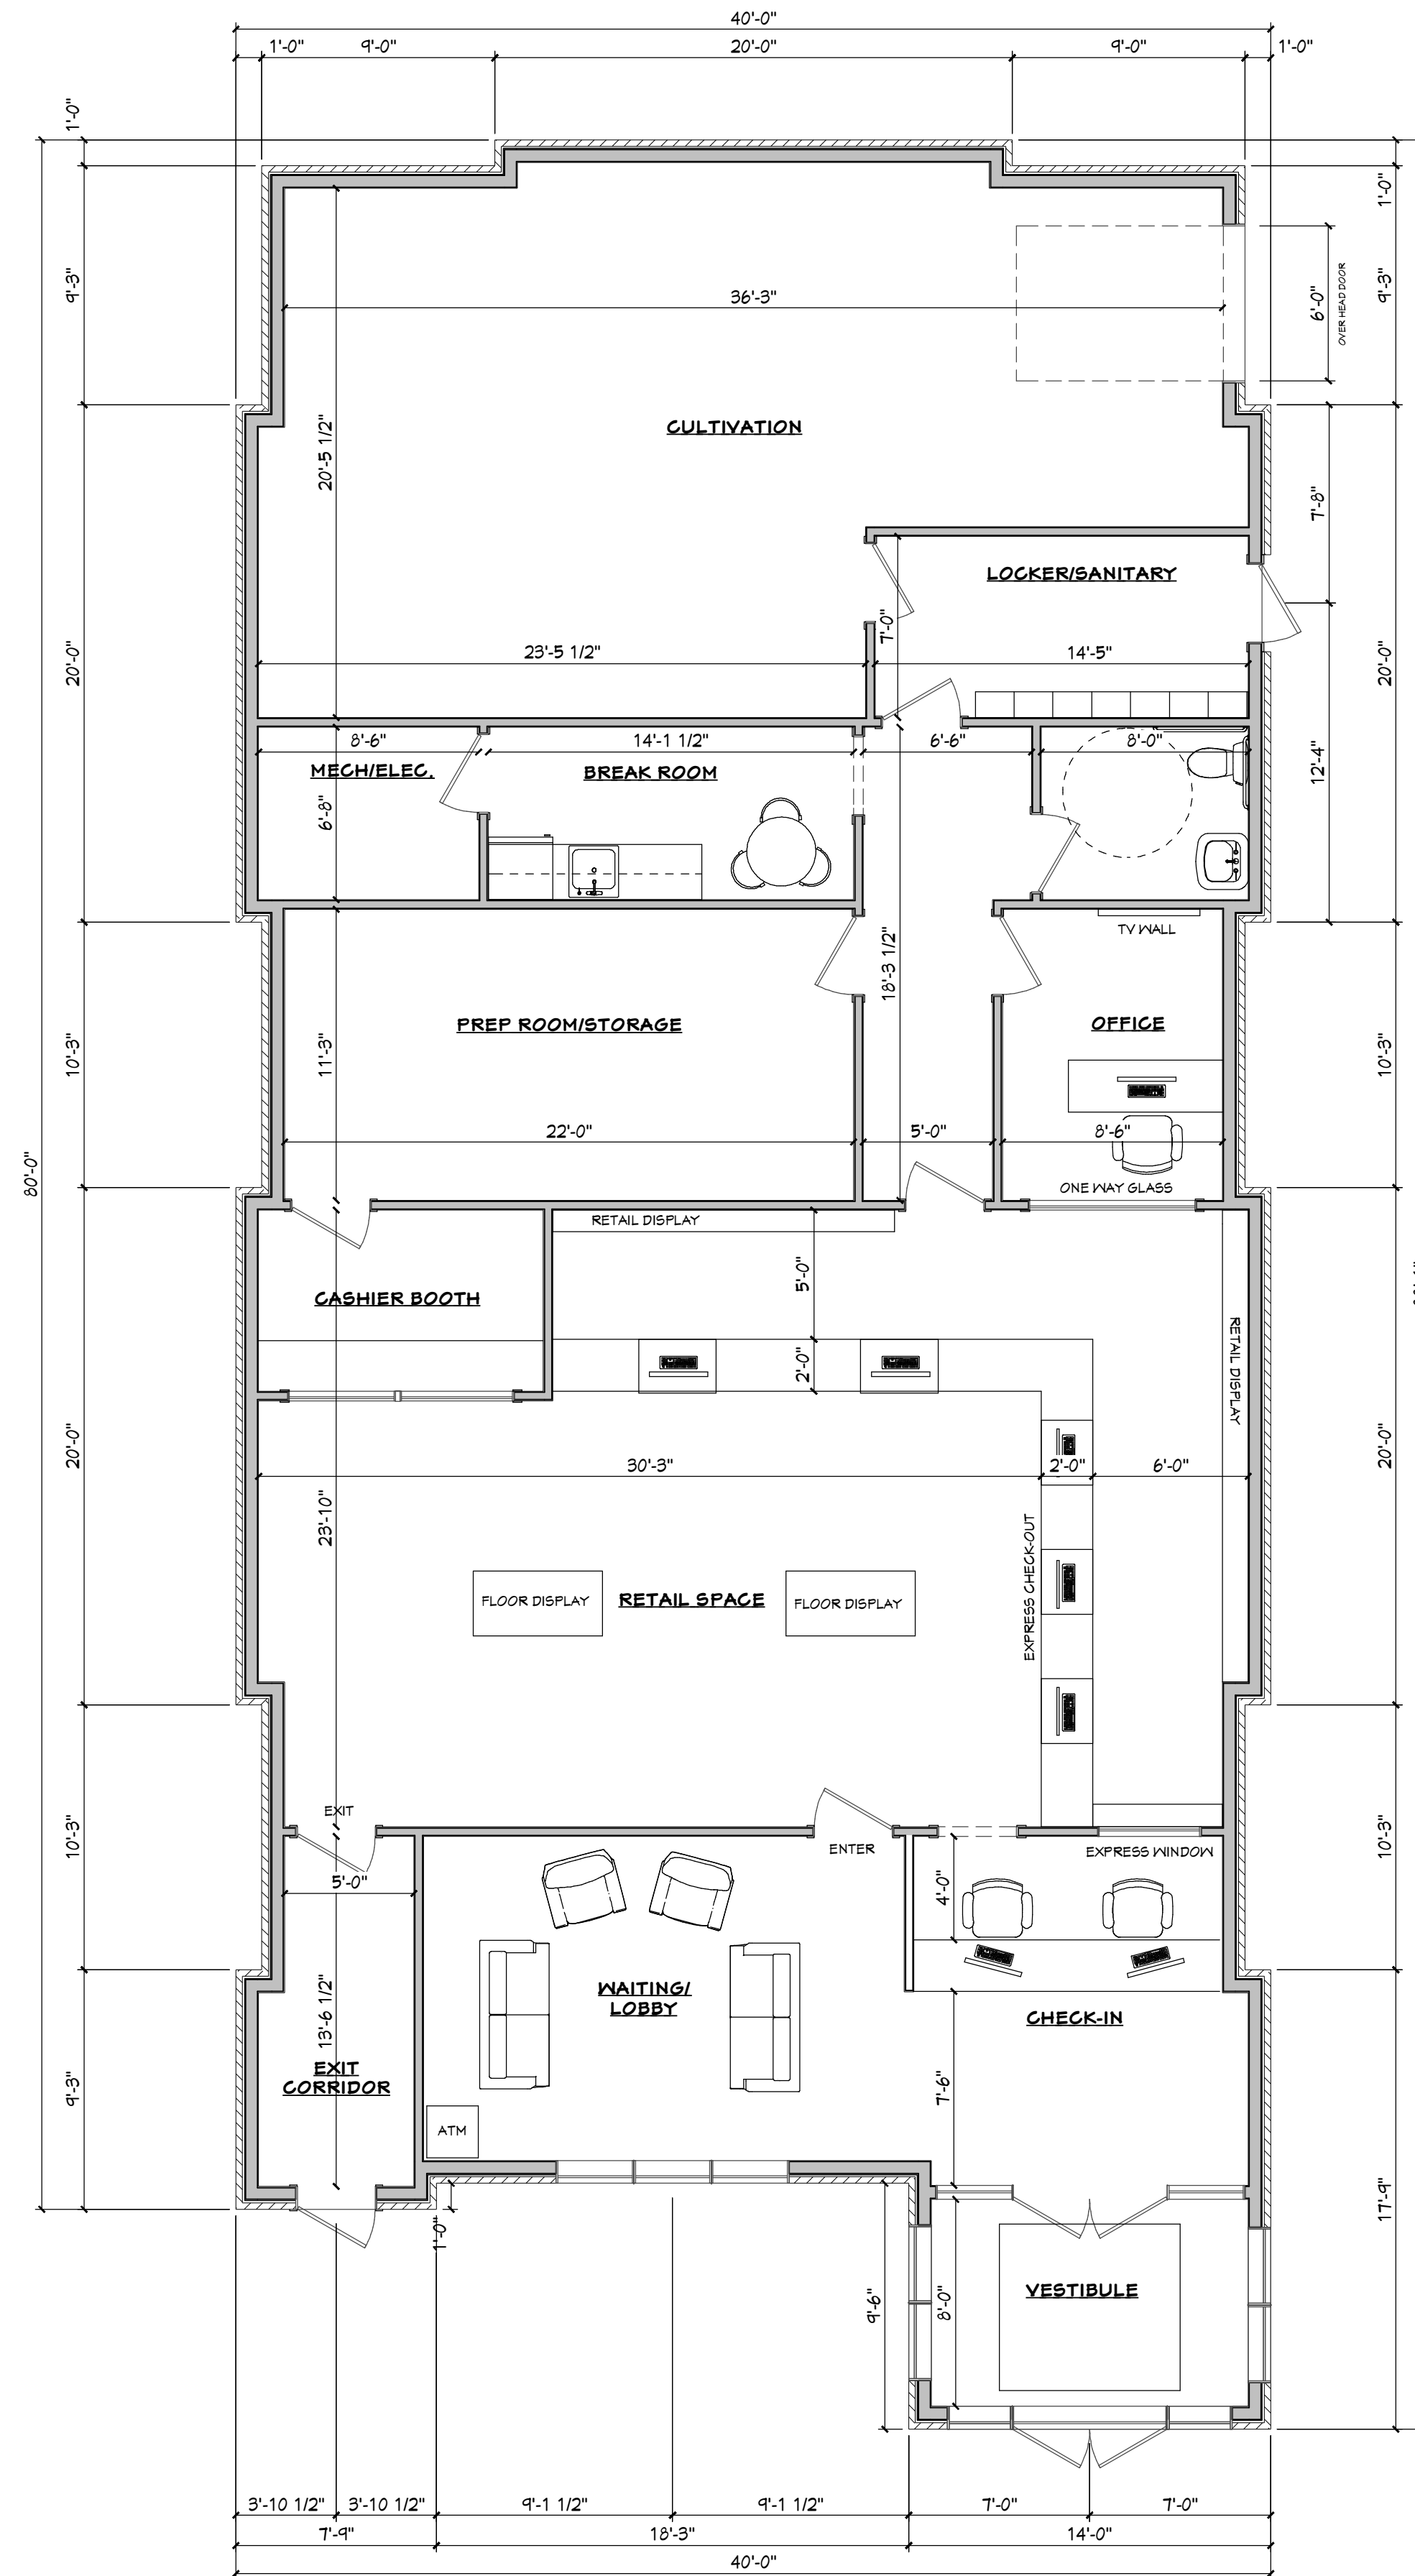 40'-0"
1'-0" 9'-0" 20'-0" 9'-0" 1'-0"
1'-0"
1'-0"
9'-3"
36'-3"
6'-0"
OVER HEAD DOOR
9'-3"
20'-5 1/2"
CULTIVATION
7'-8"
LOCKER/SANITARY
7'-0"
20'-0"
23'-5 1/2"
14'-5"
20'-0"
8'-6"
14'-1 1/2"
6'-6"
8'-0"
12'-4"
MECH/ELEC.
BREAK ROOM
6'-8"
TV WALL
18'-3 1/2"
PREP ROOM/STORAGE
OFFICE
10'-3"
11'-3"
10'-3"
22'-0"
5'-0"
8'-6"
80'-0"
ONE WAY GLASS
RETAIL DISPLAY
5'-0"
CASHIER BOOTH
2'-0"
RETAIL DISPLAY
20'-0"
30'-3"
2'-0"
6'-0"
20'-0"
23'-10"
EXPRESS CHECK-OUT
FLOOR DISPLAY
RETAIL SPACE
FLOOR DISPLAY
EXIT
10'-3"
ENTER
EXPRESS WINDOW
10'-3"
5'-0"
4'-0"
WAITING/
LOBBY
13'-6 1/2"
CHECK-IN
EXIT
CORRIDOR
9'-3"
7'-6"
ATM
17'-9"
1'-0"
9'-6"
8'-0"
VESTIBULE
3'-10 1/2" 3'-10 1/2" 9'-1 1/2" 9'-1 1/2" 7'-0" 7'-0"
7'-9" 18'-3" 14'-0"
40'-0"